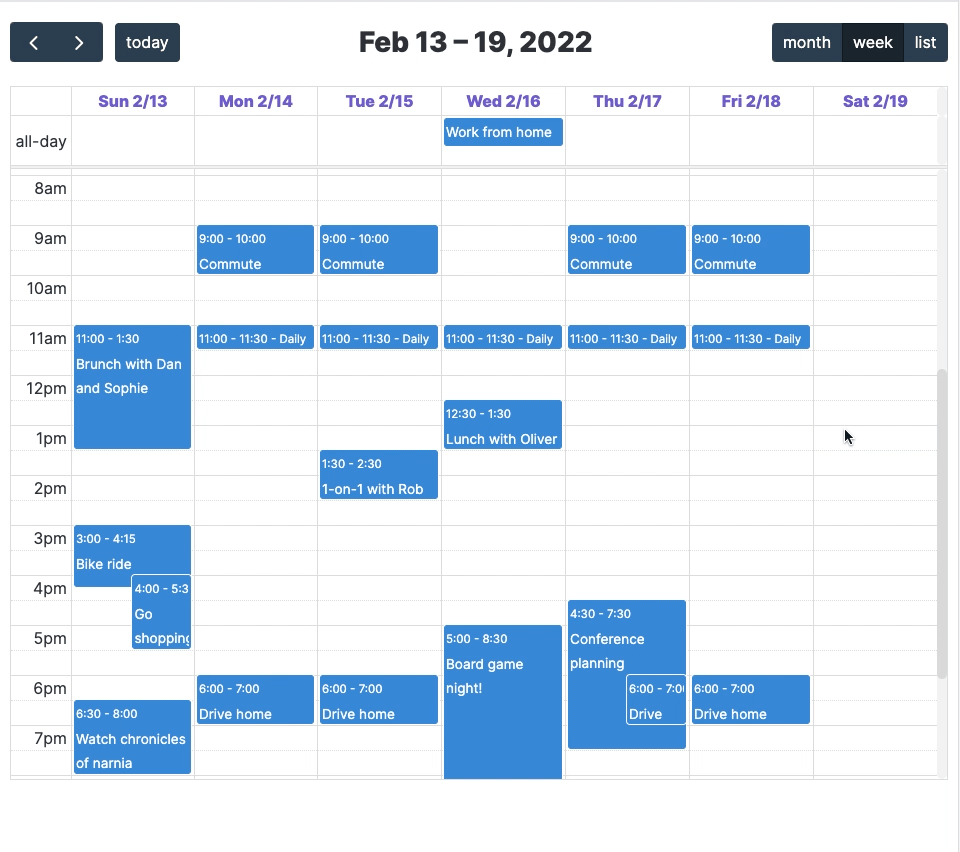 today
Feb 13 – 19, 2022
month week list
Sun 2/13 Mon 2/14 Tue 2/15 Wed 2/16 Thu 2/17 Fri 2/18 Sat 2/19
all-day
Work from home
8am
9am
9:00 - 10:00
Commute
9:00 - 10:00
Commute
9:00 - 10:00
Commute
9:00 - 10:00
Commute
10am
11am
11:00 - 1:30
Brunch with Dan
and Sophie
11:00 - 11:30 - Daily
11:00 - 11:30 - Daily
11:00 - 11:30 - Daily
11:00 - 11:30 - Daily
11:00 - 11:30 - Daily
12pm
12:30 - 1:30
Lunch with Oliver
1pm
1:30 - 2:30
1-on-1 with Rob
2pm
3pm
3:00 - 4:15
Bike ride
4pm
4:00 - 5:3
Go
shopping
4:30 - 7:30
Conference
planning
5pm
5:00 - 8:30
Board game
night!
6pm
6:00 - 7:00
Drive home
6:00 - 7:00
Drive home
6:00 - 7:0
Drive
6:00 - 7:00
Drive home
6:30 - 8:00
Watch chronicles
of narnia
7pm